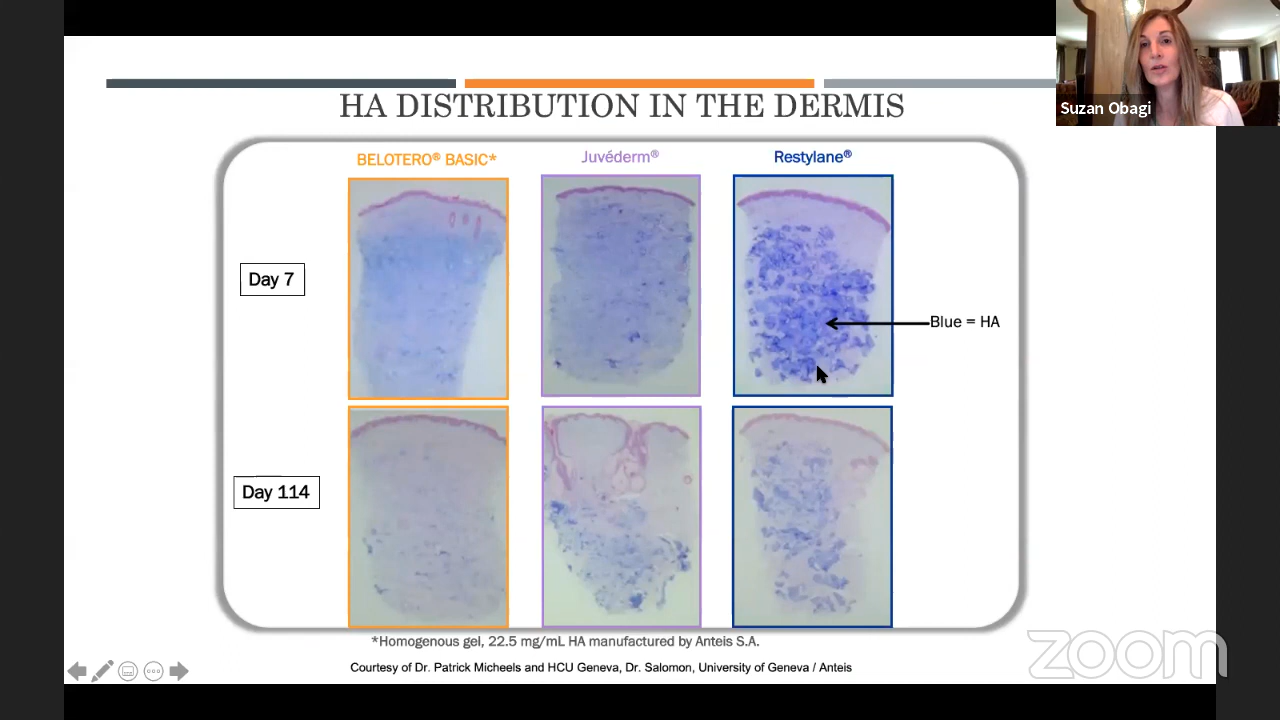 Suzan Obagi
HA DISTRIBUTION IN THE DERMIS
BELOTERO® BASIC*
Juvéderm®
Restylane®
Day 7
Blue = HA
Day 114
*Homogenous gel, 22.5 mg/mL HA manufactured by Anteis S.A.
Courtesy of Dr. Patrick Micheels and HCU Geneva, Dr. Salomon, University of Geneva / Anteis
zoom